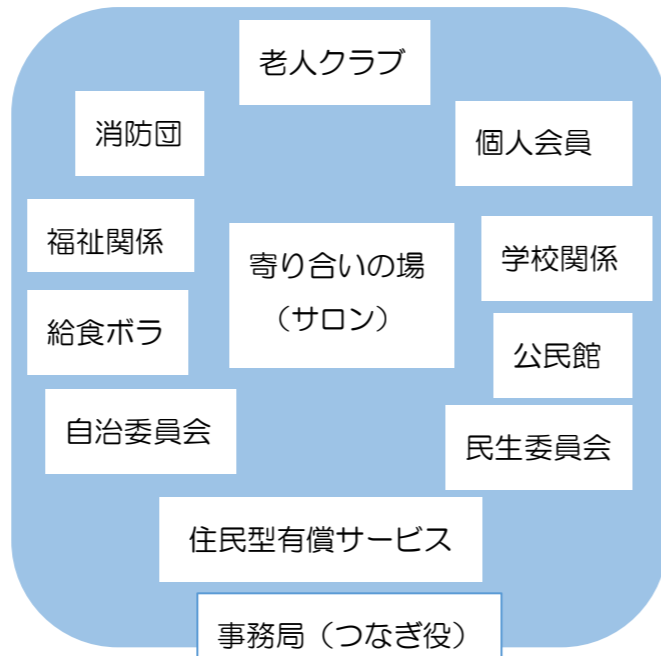 老人クラブ
消防団
個人会員
福祉関係
寄り合いの場
（サロン）
学校関係
給食ボラ
公民館
自治委員会
民生委員会
住民型有償サービス
事務局（つなぎ役）